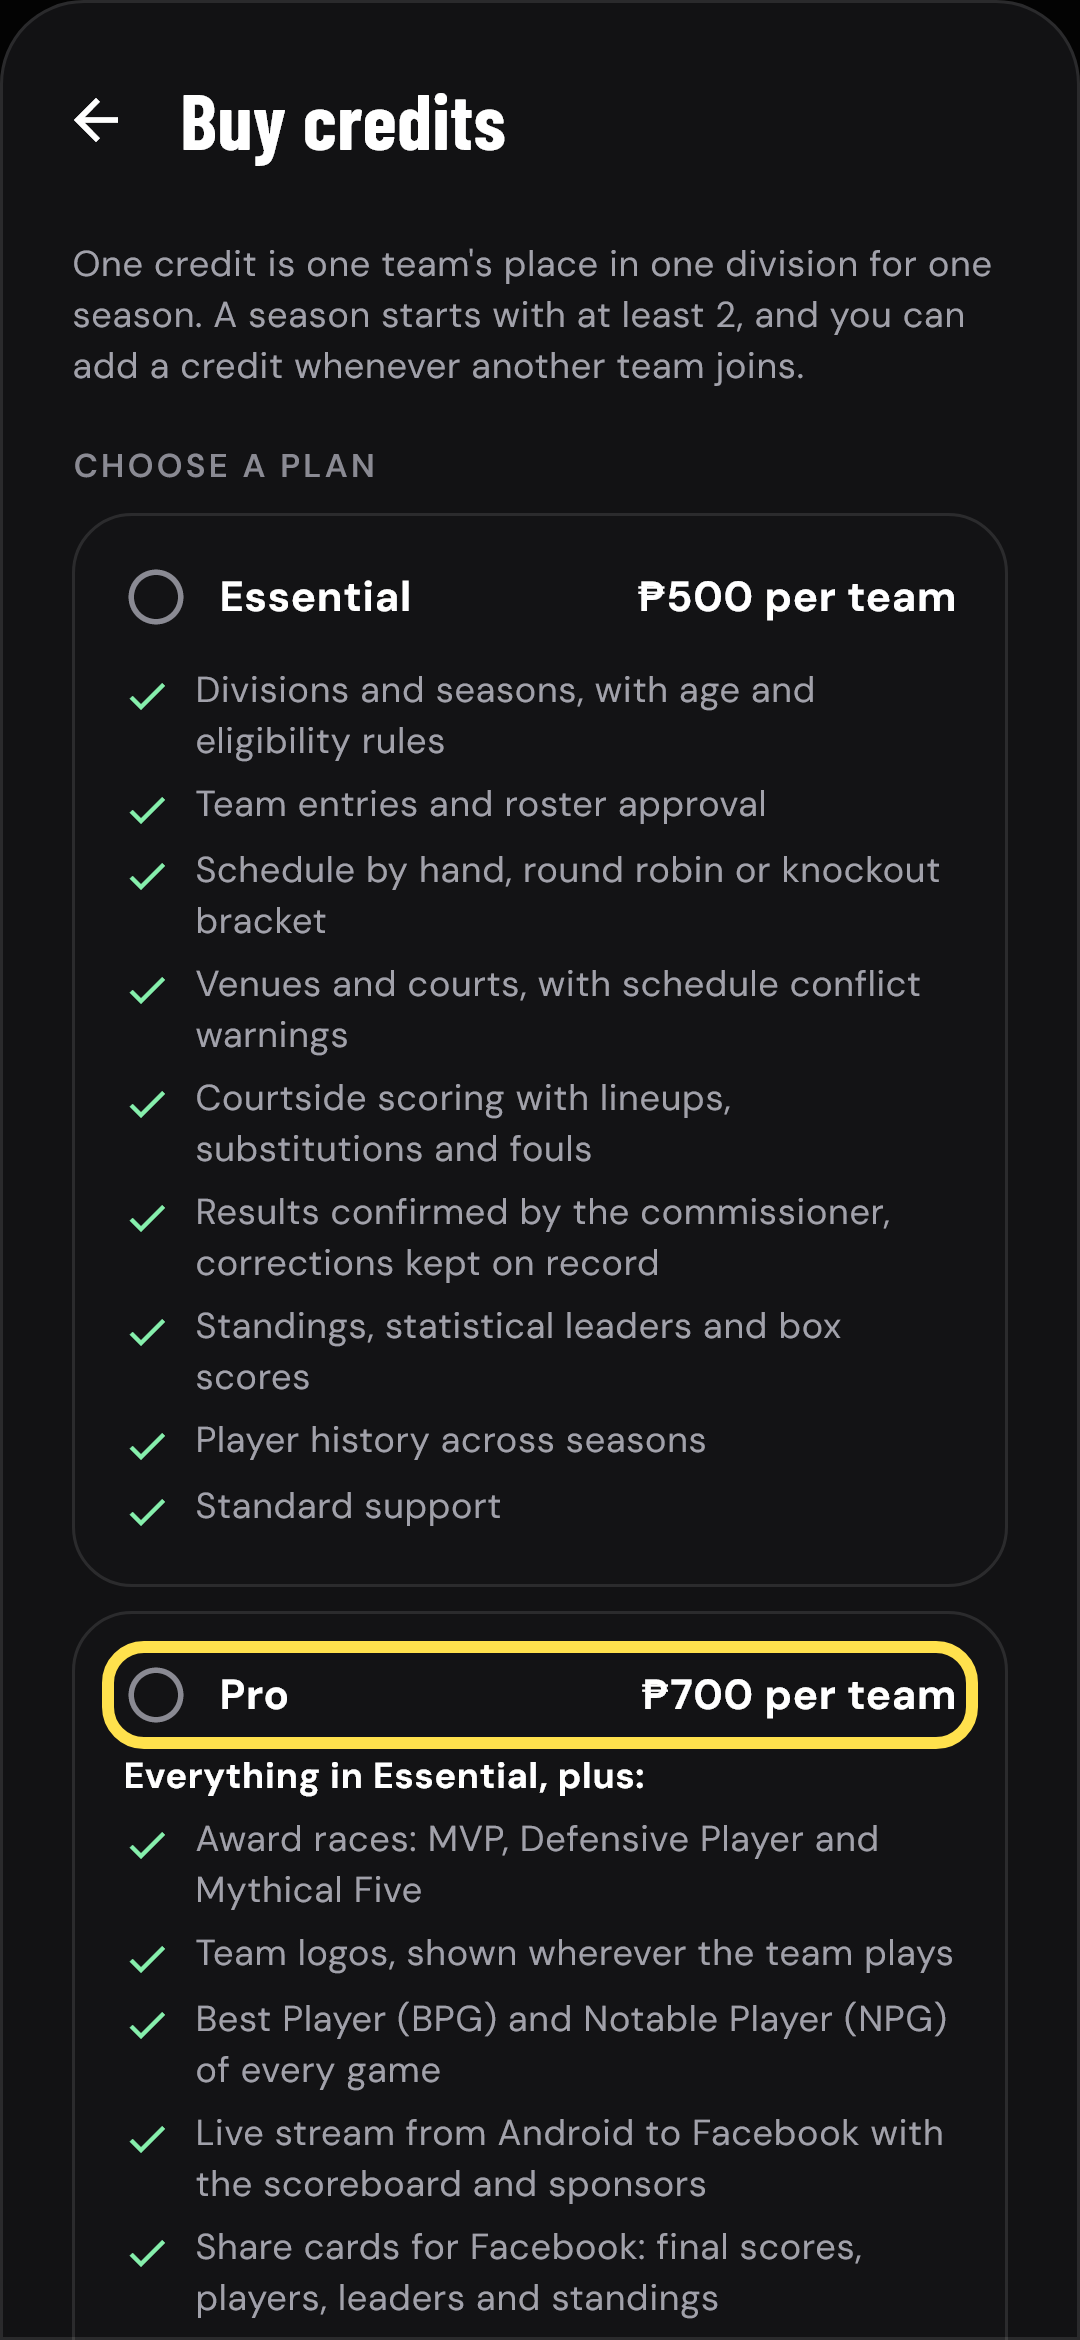 Buy credits
One credit is one team's place in one division for one
season. A season starts with at least 2, and you can
add a credit whenever another team joins.
CHOOSE A PLAN
Essential ₱500 per team
Divisions and seasons, with age and
eligibility rules
Team entries and roster approval
Schedule by hand, round robin or knockout
bracket
Venues and courts, with schedule conflict
warnings
Courtside scoring with lineups,
substitutions and fouls
Results confirmed by the commissioner,
corrections kept on record
Standings, statistical leaders and box
scores
Player history across seasons
Standard support
Pro ₱700 per team
Everything in Essential, plus:
Award races: MVP, Defensive Player and
Mythical Five
Team logos, shown wherever the team plays
Best Player (BPG) and Notable Player (NPG)
of every game
Live stream from Android to Facebook with
the scoreboard and sponsors
Share cards for Facebook: final scores,
players, leaders and standings